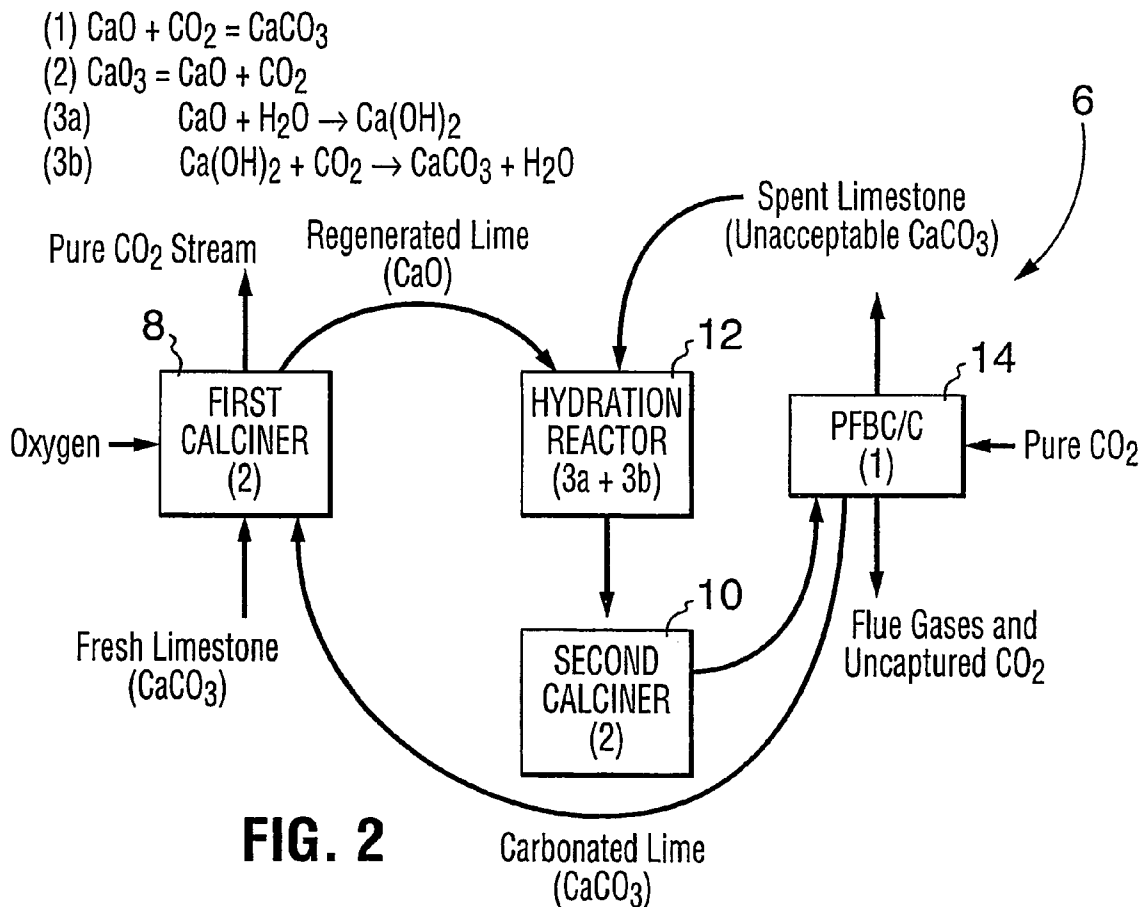 (1) CaO + CO₂ = CaCO₃
(2) CaO₃ = CaO + CO₂
(3a) CaO + H₂O → Ca(OH)₂
(3b) Ca(OH)₂ + CO₂ → CaCO₃ + H₂O
6
Pure CO₂ Stream
Regenerated Lime
(CaO)
Spent Limestone
(Unacceptable CaCO₃)
8
FIRST
CALCINER
(2)
Oxygen
12
HYDRATION
REACTOR
(3a + 3b)
14
PFBC/C
(1)
Pure CO₂
Fresh Limestone
(CaCO₃)
10
SECOND
CALCINER
(2)
Flue Gases and
Uncaptured CO₂
FIG. 2
Carbonated Lime
(CaCO₃)